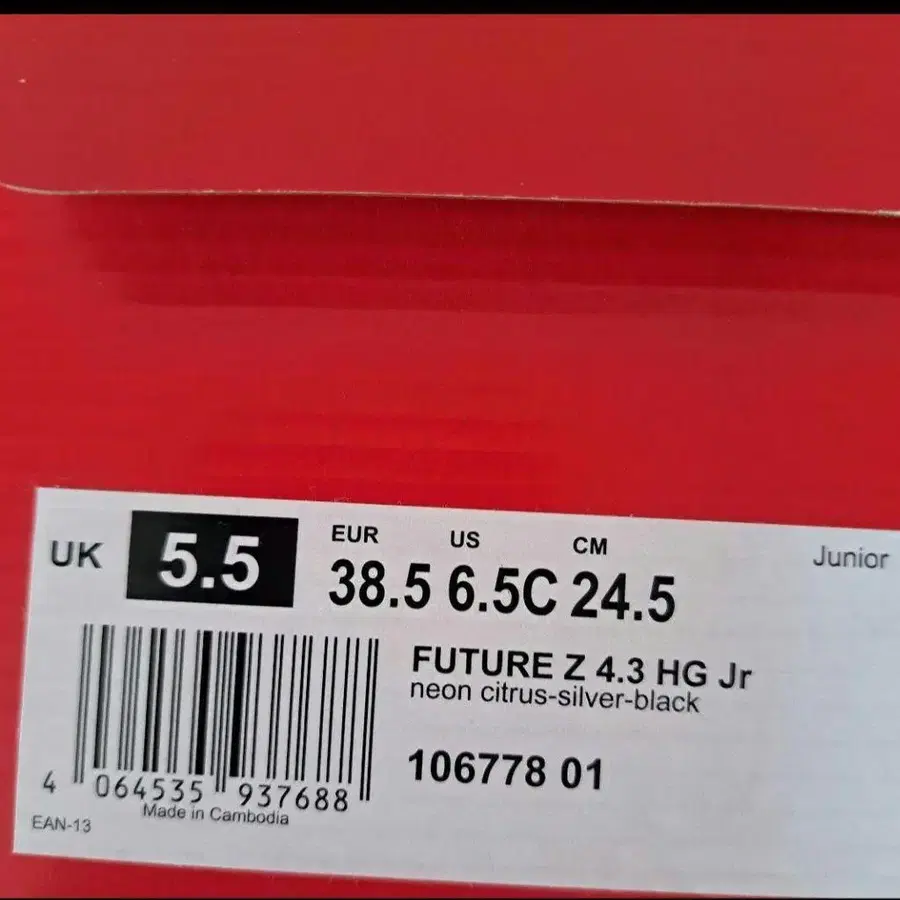 UK 5.5 EUR 38.5 US 6.5C CM 24.5 Junior
FUTURE Z 4.3 HG Jr
neon citrus-silver-black
106778 01
4 064535 937688
Made in Cambodia
EAN-13